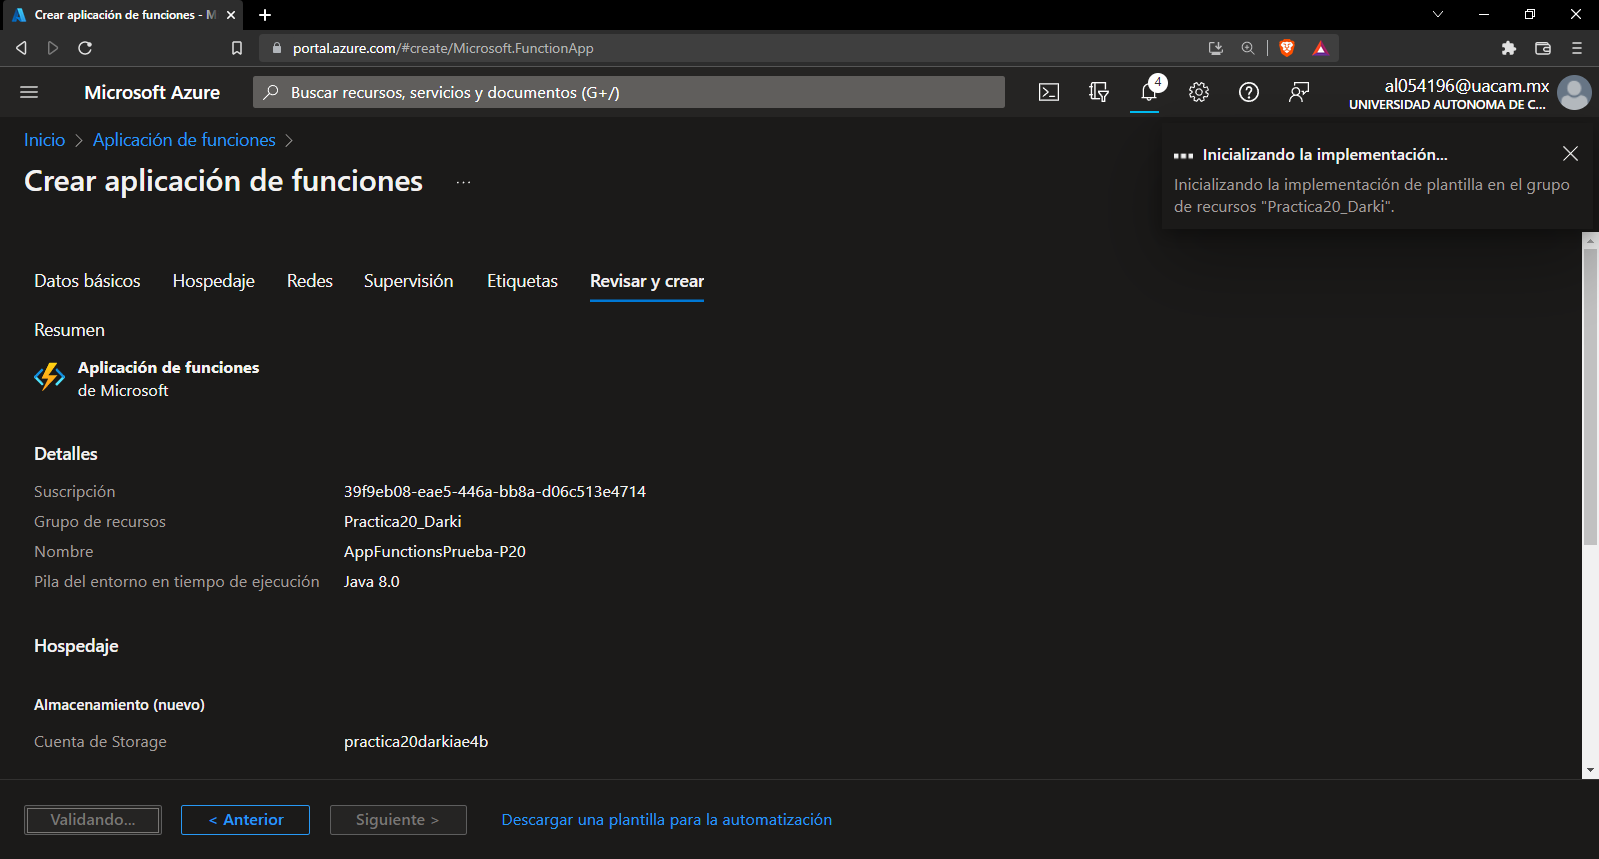 Crear aplicación de funciones - M
portal.azure.com/#create/Microsoft.FunctionApp
Microsoft Azure
Buscar recursos, servicios y documentos (G+/)
4
al054196@uacam.mx
UNIVERSIDAD AUTONOMA DE C...
Inicio > Aplicación de funciones >
Crear aplicación de funciones ...
Inicializando la implementación...
Inicializando la implementación de plantilla en el grupo
de recursos "Practica20_Darki".
Datos básicos Hospedaje Redes Supervisión Etiquetas Revisar y crear
Resumen
Aplicación de funciones
de Microsoft
Detalles
Suscripción 39f9eb08-eae5-446a-bb8a-d06c513e4714
Grupo de recursos Practica20_Darki
Nombre AppFunctionsPrueba-P20
Pila del entorno en tiempo de ejecución Java 8.0
Hospedaje
Almacenamiento (nuevo)
Cuenta de Storage practica20darkiae4b
Validando... < Anterior Siguiente > Descargar una plantilla para la automatización